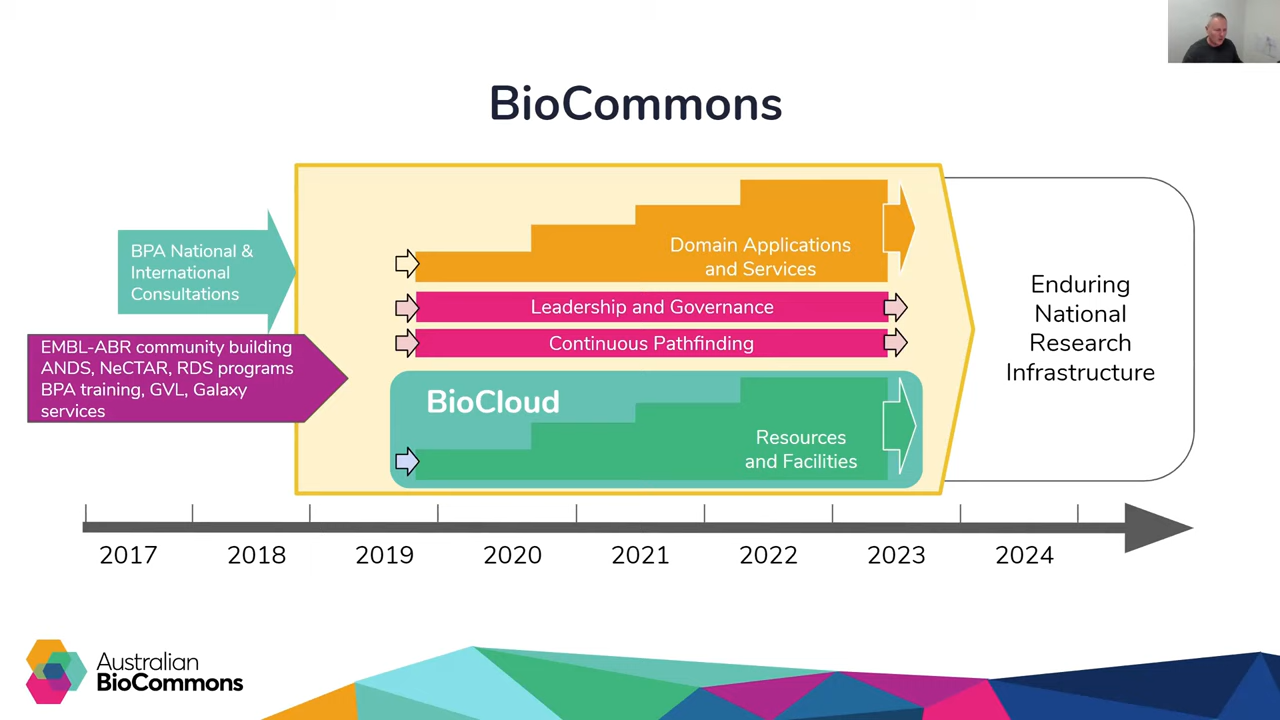 BioCommons
BPA National &
International
Consultations
EMBL-ABR community building
ANDS, NeCTAR, RDS programs
BPA training, GVL, Galaxy
services
Domain Applications
and Services
Leadership and Governance
Continuous Pathfinding
BioCloud
Resources
and Facilities
Enduring
National
Research
Infrastructure
2017 2018 2019 2020 2021 2022 2023 2024
Australian
BioCommons